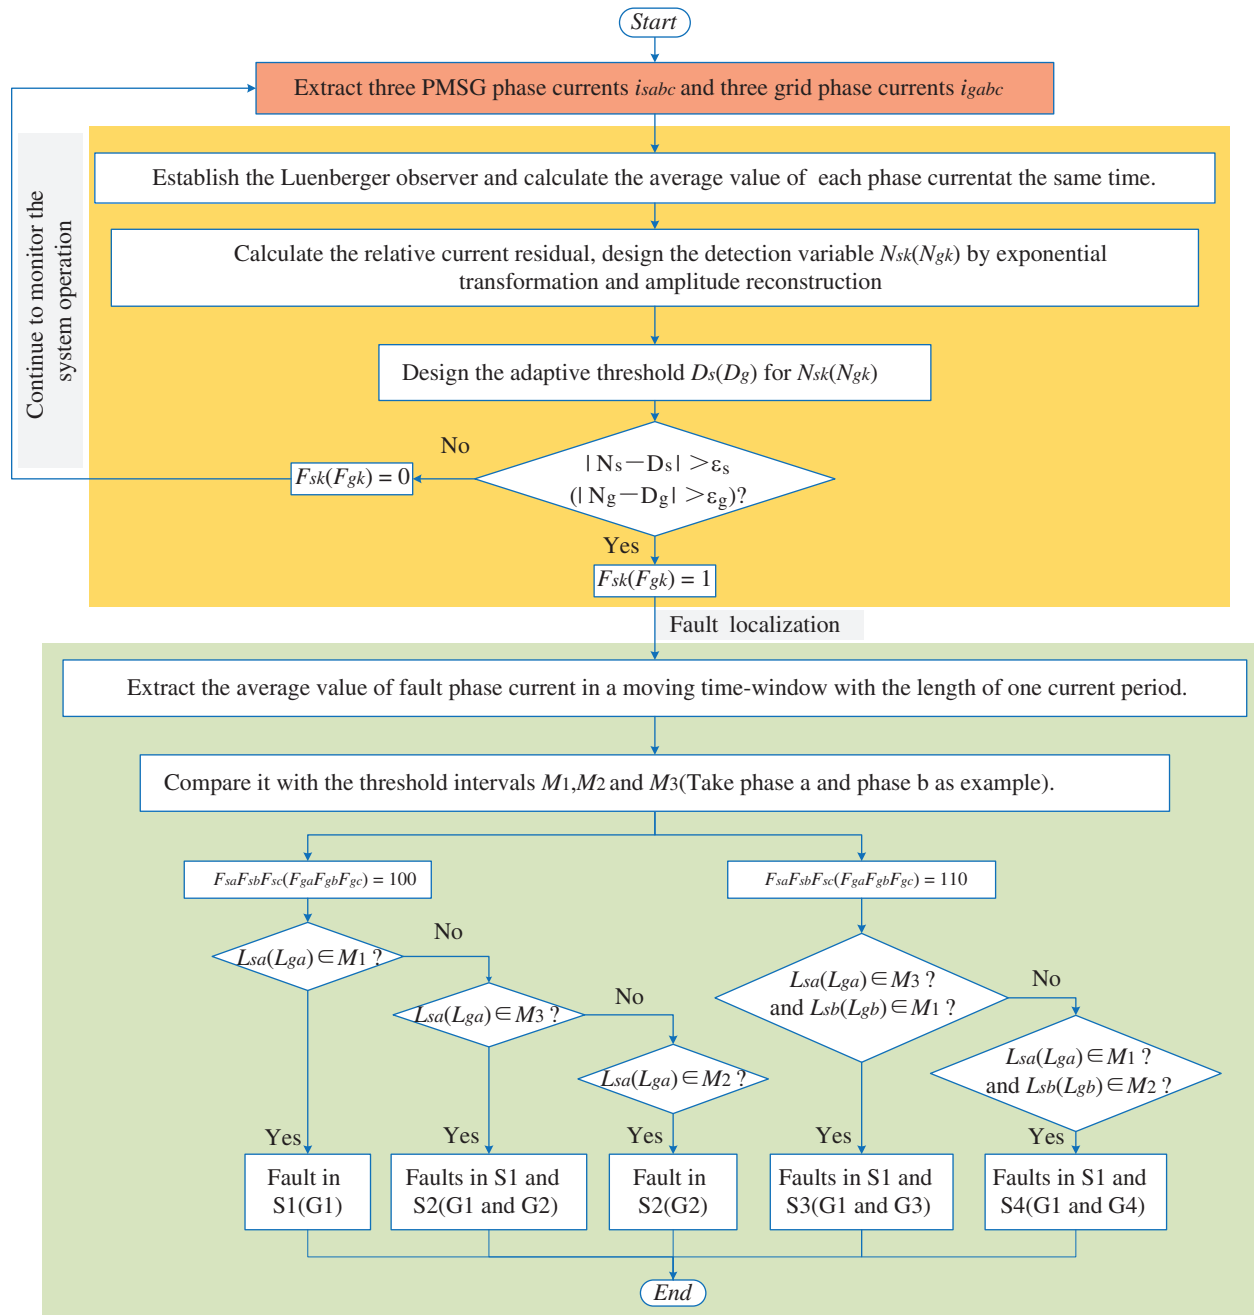 Start
Extract three PMSG phase currents isabc and three grid phase currents igabc
Continue to monitor the
system operation
Establish the Luenberger observer and calculate the average value of each phase currentat the same time.
Calculate the relative current residual, design the detection variable Nsk(Ngk) by exponential
transformation and amplitude reconstruction
Design the adaptive threshold Ds(Dg) for Nsk(Ngk)
No
|Ns−Ds|>εs
(|Ng−Dg|>εg)?
Fsk(Fgk) = 0
Yes
Fsk(Fgk) = 1
Fault localization
Extract the average value of fault phase current in a moving time-window with the length of one current period.
Compare it with the threshold intervals M1,M2 and M3(Take phase a and phase b as example).
FsaFsbFsc(FgaFgbFgc) = 100
FsaFsbFsc(FgaFgbFgc) = 110
Lsa(Lga)∈M1 ?
No
Lsa(Lga)∈M3 ?
No
Lsa(Lga)∈M2 ?
Lsa(Lga)∈M3 ?
and Lsb(Lgb)∈M1 ?
No
Lsa(Lga)∈M1 ?
and Lsb(Lgb)∈M2 ?
Yes
Yes
Yes
Yes
Yes
Fault in
S1(G1)
Faults in S1 and
S2(G1 and G2)
Fault in
S2(G2)
Faults in S1 and
S3(G1 and G3)
Faults in S1 and
S4(G1 and G4)
End